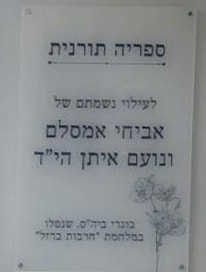 ספריה תורנית
לעילוי נשמתם של
אביחי אמסלם
ונועם איתן הי"ד
בוגרי ביה"ס, שנפלו
במלחמת "חרבות ברזל"